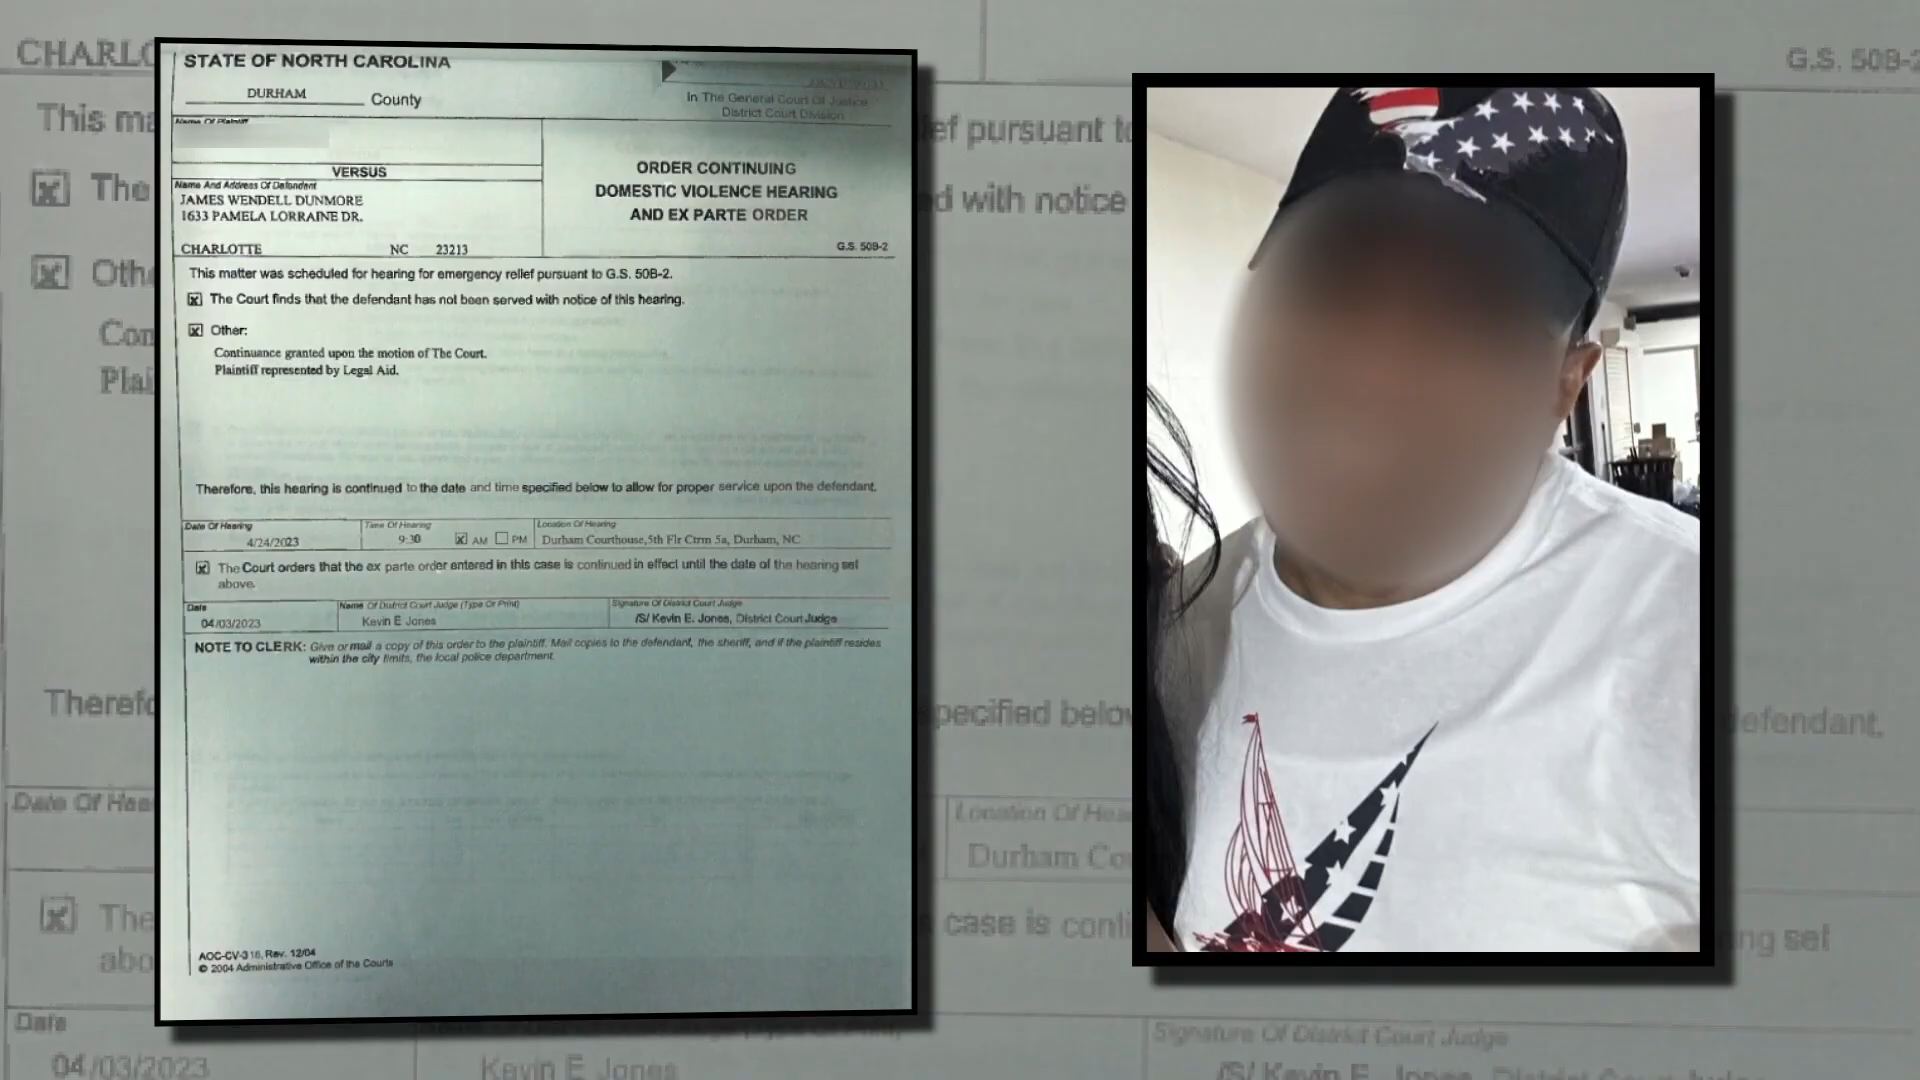 STATE OF NORTH CAROLINA
DURHAM County
In The General Court Of Justice
District Court Division
Name Of Plaintiff
VERSUS
Name And Address Of Defendant
JAMES WENDELL DUNMORE
1633 PAMELA LORRAINE DR.
CHARLOTTE NC 23213
ORDER CONTINUING
DOMESTIC VIOLENCE HEARING
AND EX PARTE ORDER
G.S. 50B-2
This matter was scheduled for hearing for emergency relief pursuant to G.S. 50B-2.
The Court finds that the defendant has not been served with notice of this hearing.
Other:
Continuance granted upon the motion of The Court.
Plaintiff represented by Legal Aid.
Therefore, this hearing is continued to the date and time specified below to allow for proper service upon the defendant.
Date Of Hearing
4/24/2023
Time Of Hearing
9:30 AM PM
Location Of Hearing
Durham Courthouse,5th Flr Ctrm 5a, Durham, NC
The Court orders that the ex parte order entered in this case is continued in effect until the date of the hearing set
above.
Date
04/03/2023
Name Of District Court Judge (Type Or Print)
Kevin E Jones
Signature Of District Court Judge
/S/ Kevin E. Jones, District Court Judge
NOTE TO CLERK: Give or mail a copy of this order to the plaintiff. Mail copies to the defendant, the sheriff, and if the plaintiff resides
within the city limits, the local police department.
AOC-CV-316, Rev. 12/04
© 2004 Administrative Office of the Courts
G.S. 50B-2
This
ef pursuant
The
d with notice
Othe
Therefo
specified below
defendant.
Date Of Hea
Location Of Hea
Durham Cou
The
case is conti
ng set
abo
Date
04/03/2023
Kevin E Jones
Signature Of District Court Judge
/S/ Kevin E. Jones, District Court